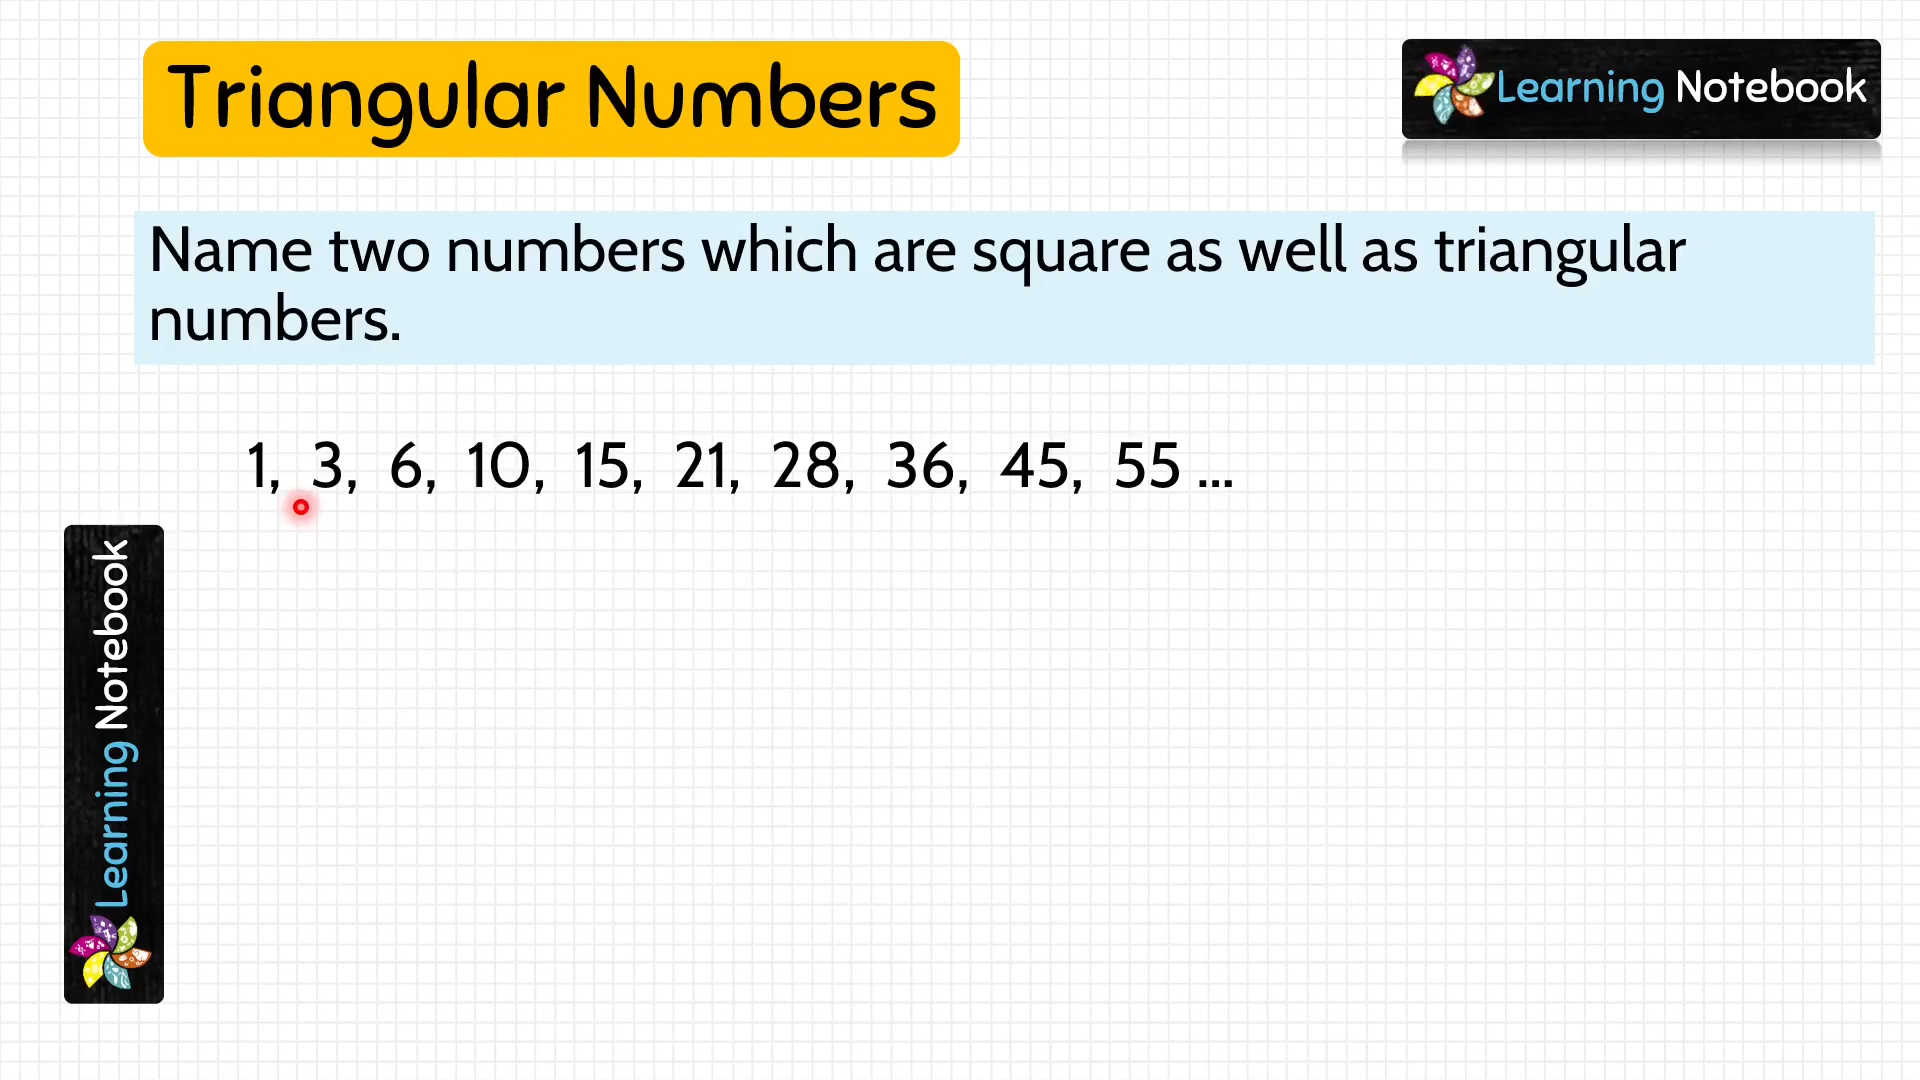 Triangular Numbers
Learning Notebook
Name two numbers which are square as well as triangular
numbers.
1, 3, 6, 10, 15, 21, 28, 36, 45, 55 ...
Learning Notebook